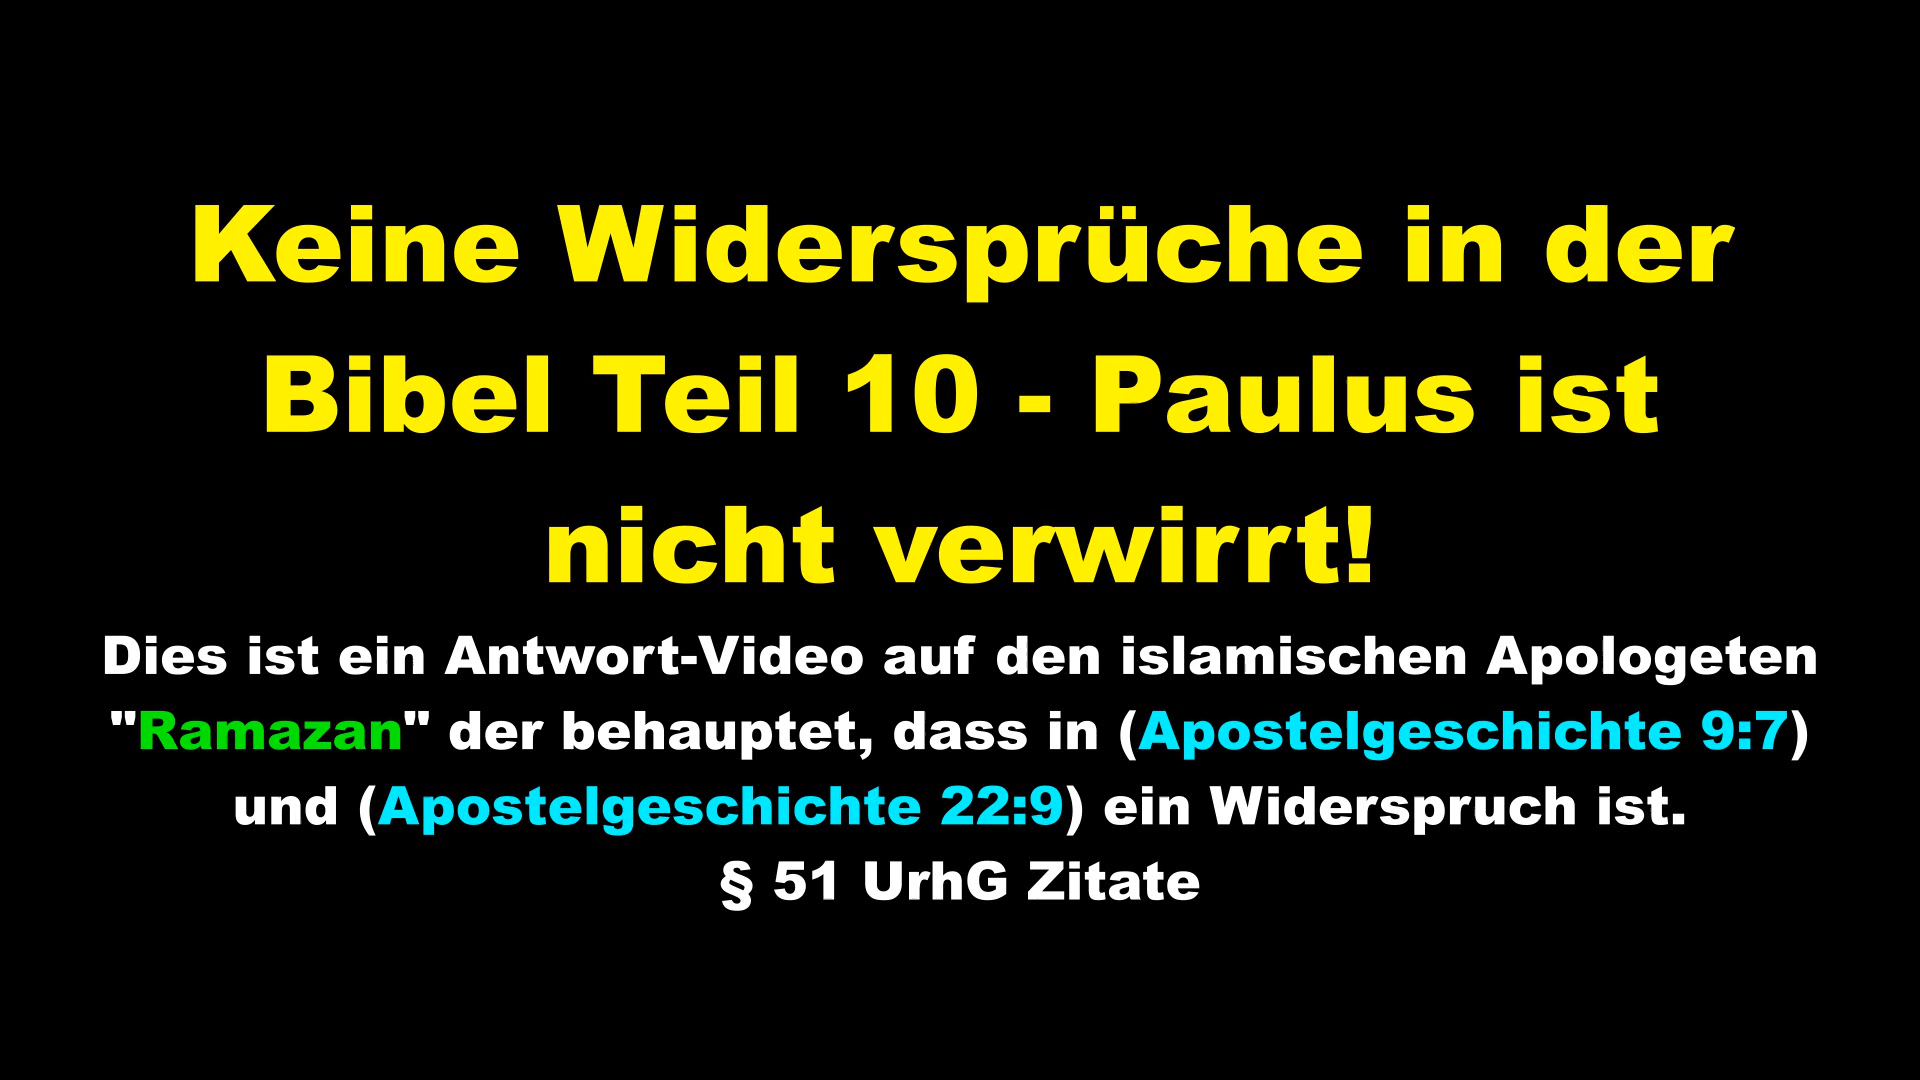 Keine Widersprüche in der
Bibel Teil 10 - Paulus ist
nicht verwirrt!
Dies ist ein Antwort-Video auf den islamischen Apologeten
"Ramazan" der behauptet, dass in (Apostelgeschichte 9:7)
und (Apostelgeschichte 22:9) ein Widerspruch ist.
§ 51 UrhG Zitate